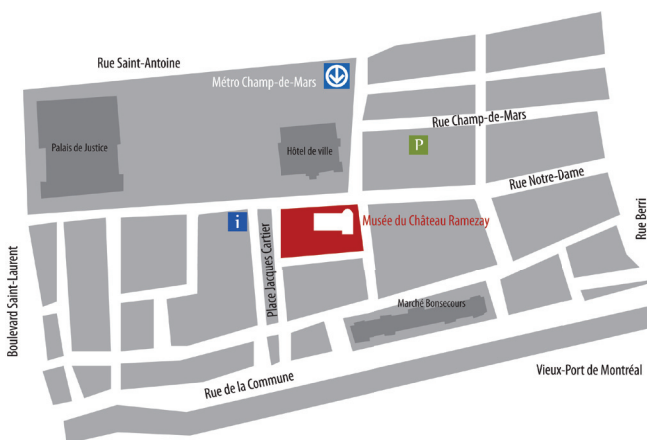 Rue Saint-Antoine
Métro Champ-de-Mars
Rue Champ-de-Mars
Palais de Justice
Hôtel de ville
P
Rue Notre-Dame
i
Musée du Château Ramezay
Rue Berri
Place Jacques Cartier
Boulevard Saint-Laurent
Marché Bonsecours
Vieux-Port de Montréal
Rue de la Commune